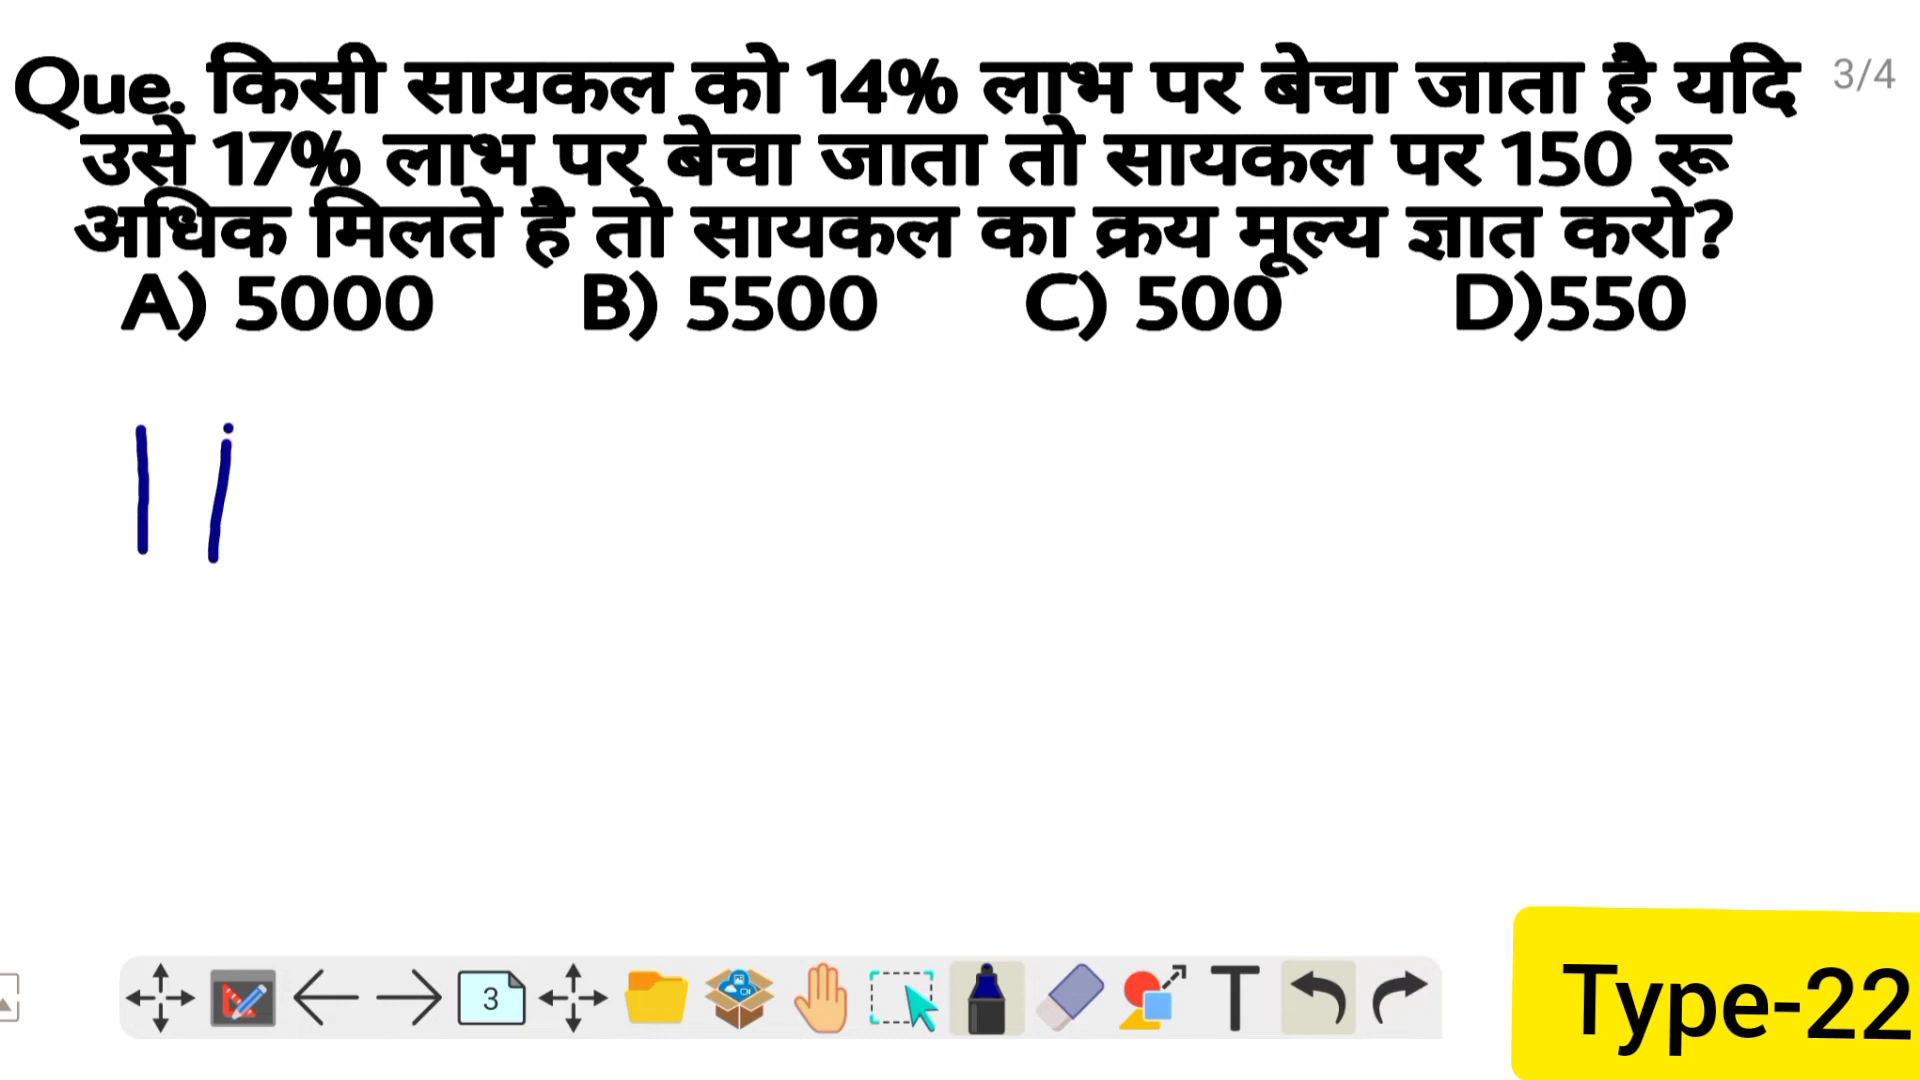 Que. किसी सायकल को 14% लाभ पर बेचा जाता है यदि
3/4
उसे 17% लाभ पर बेचा जाता तो सायकल पर 150 रू
अधिक मिलते है तो सायकल का क्रय मूल्य ज्ञात करो?
A) 5000 B) 5500 C) 500 D)550
3
T
Type-22